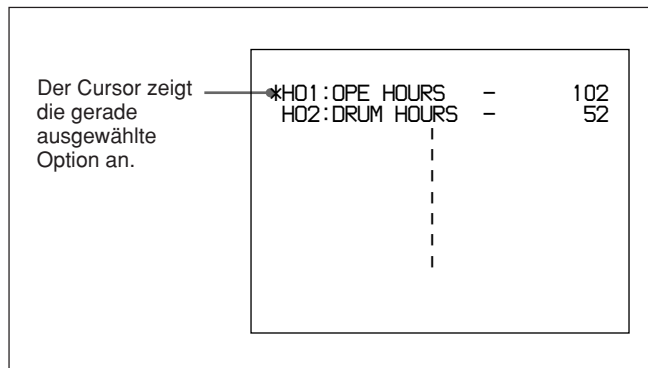 Der Cursor zeigt
die gerade
ausgewählte
Option an.
*H01:OPE HOURS – 102
H02:DRUM HOURS – 52